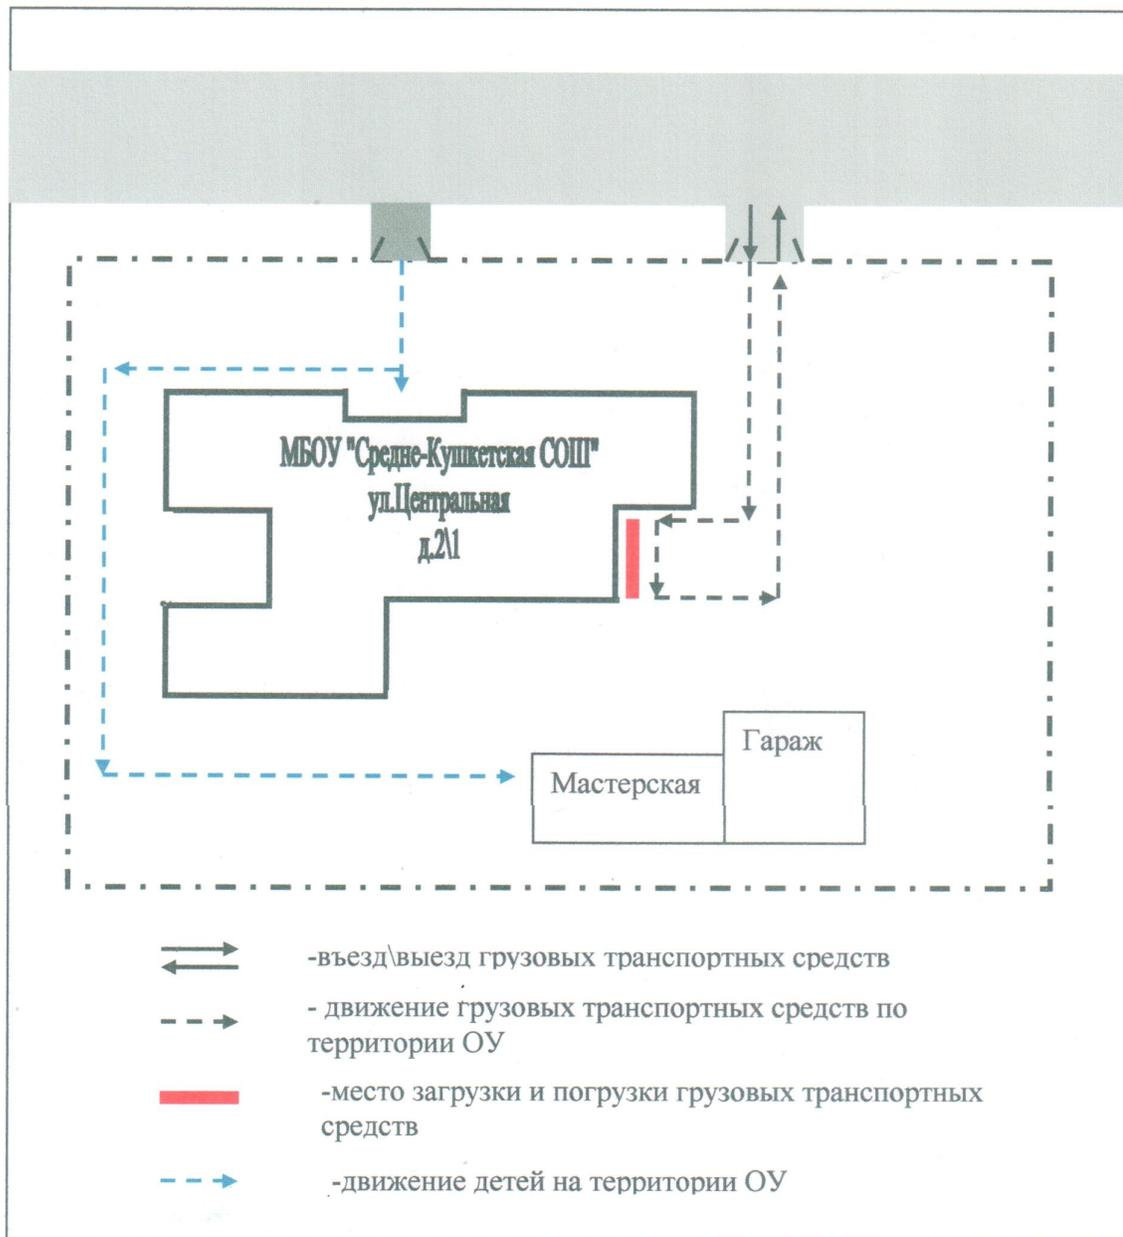 МБОУ "Средне-Кушкетская СОШ"
ул.Центральная
д.2\1
Гараж
Мастерская
-въезд\выезд грузовых транспортных средств
- движение грузовых транспортных средств по
территории ОУ
-место загрузки и погрузки грузовых транспортных
средств
-движение детей на территории ОУ